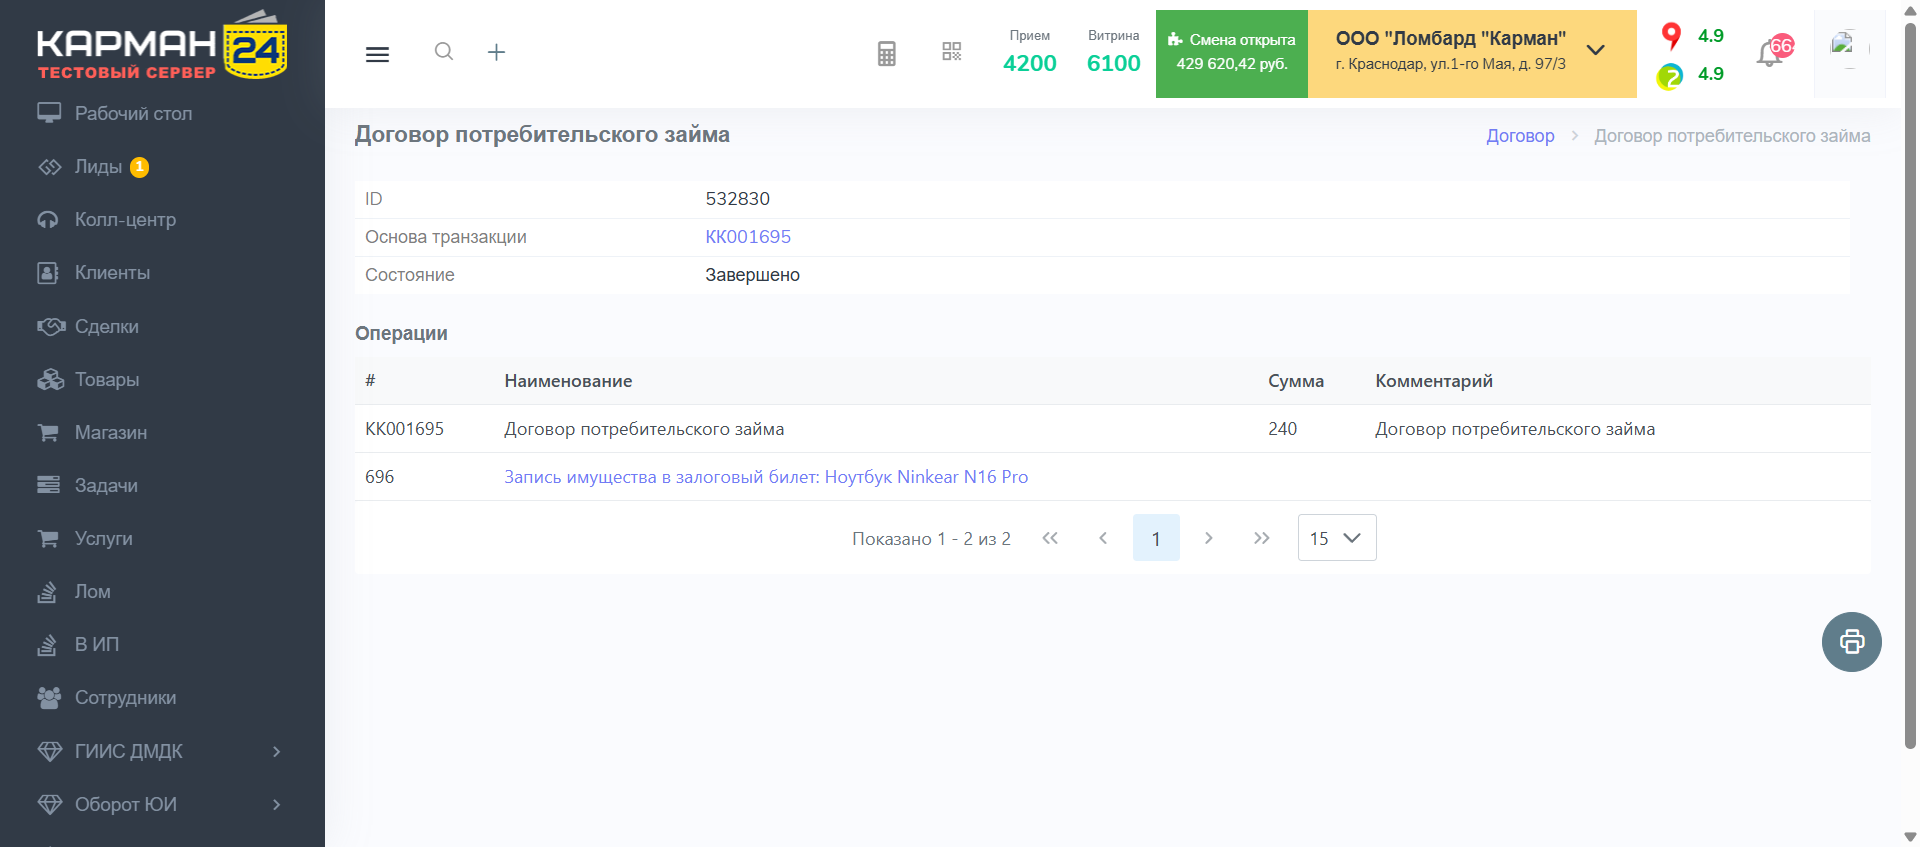 КАРМАН 24
ТЕСТОВЫЙ СЕРВЕР
Рабочий стол
Лиды 1
Колл-центр
Клиенты
Сделки
Товары
Магазин
Задачи
Услуги
Лом
В ИП
Сотрудники
ГИИС ДМДК
Оборот ЮИ
Прием
4200
Витрина
6100
Смена открыта
429 620,42 руб.
ООО "Ломбард "Карман"
г. Краснодар, ул.1-го Мая, д. 97/3
4.9
4.9
Договор потребительского займа
Договор > Договор потребительского займа
ID 532830
Основа транзакции КК001695
Состояние Завершено
Операции
# Наименование Сумма Комментарий
КК001695 Договор потребительского займа 240 Договор потребительского займа
696 Запись имущества в залоговый билет: Ноутбук Ninkear N16 Pro
Показано 1 - 2 из 2 « ‹ 1 › » 15